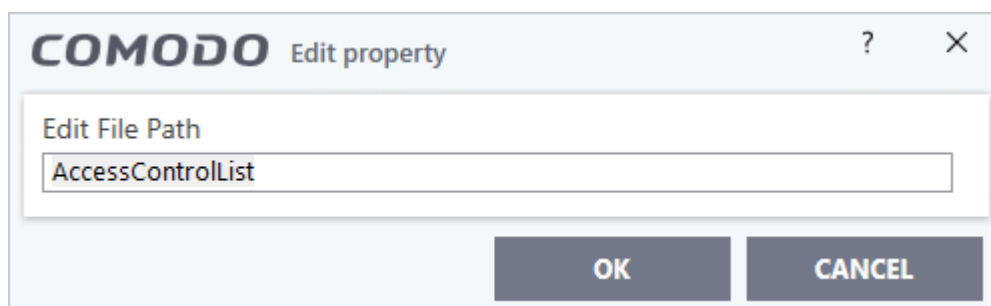 COMODO Edit property ? ×
Edit File Path
AccessControlList
OK CANCEL